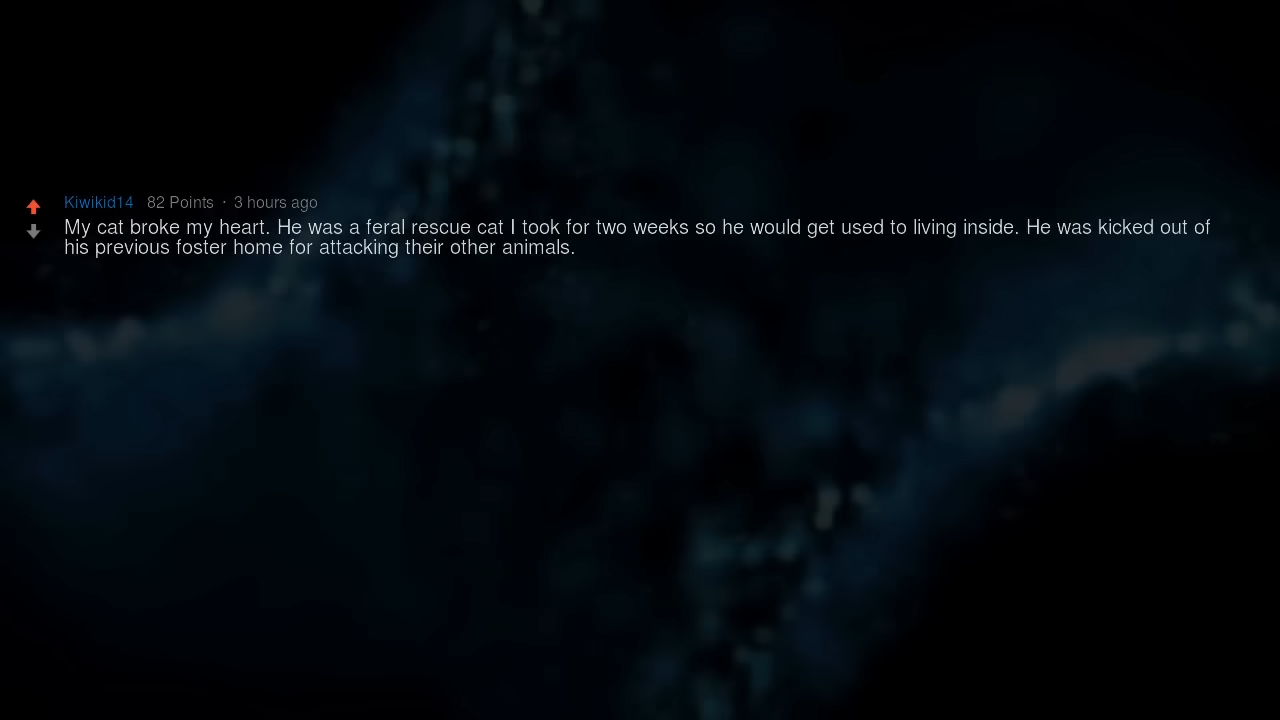 Kiwikid14 82 Points · 3 hours ago
My cat broke my heart. He was a feral rescue cat I took for two weeks so he would get used to living inside. He was kicked out of
his previous foster home for attacking their other animals.